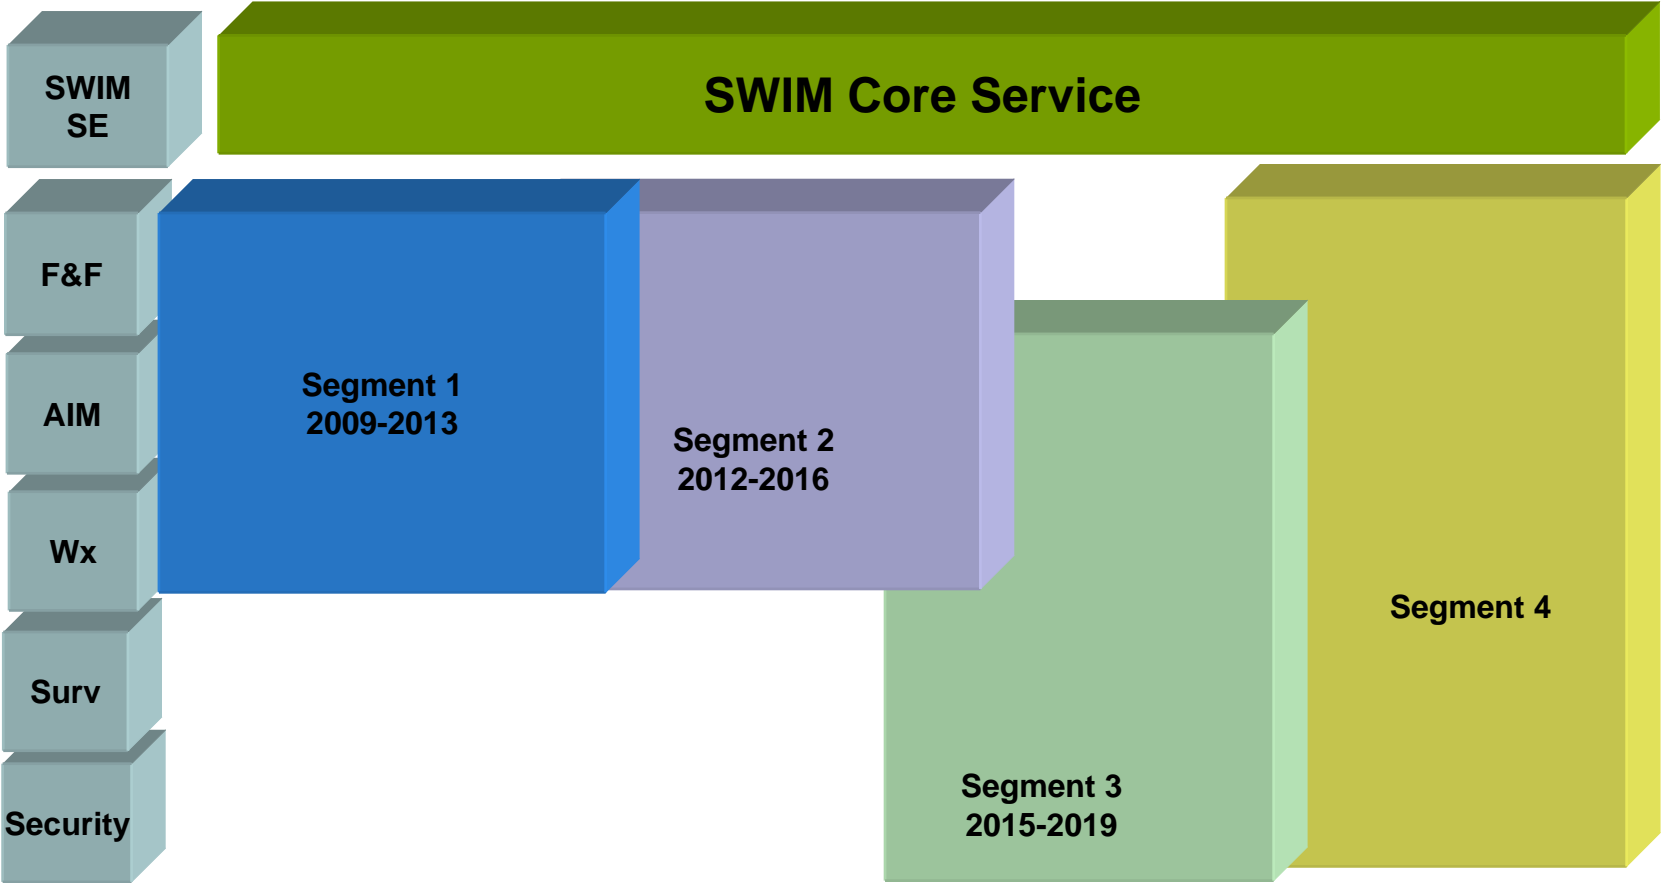 SWIM
SE
SWIM Core Service
F&F
AIM
Wx
Surv
Security
Segment 1
2009-2013
Segment 2
2012-2016
Segment 3
2015-2019
Segment 4